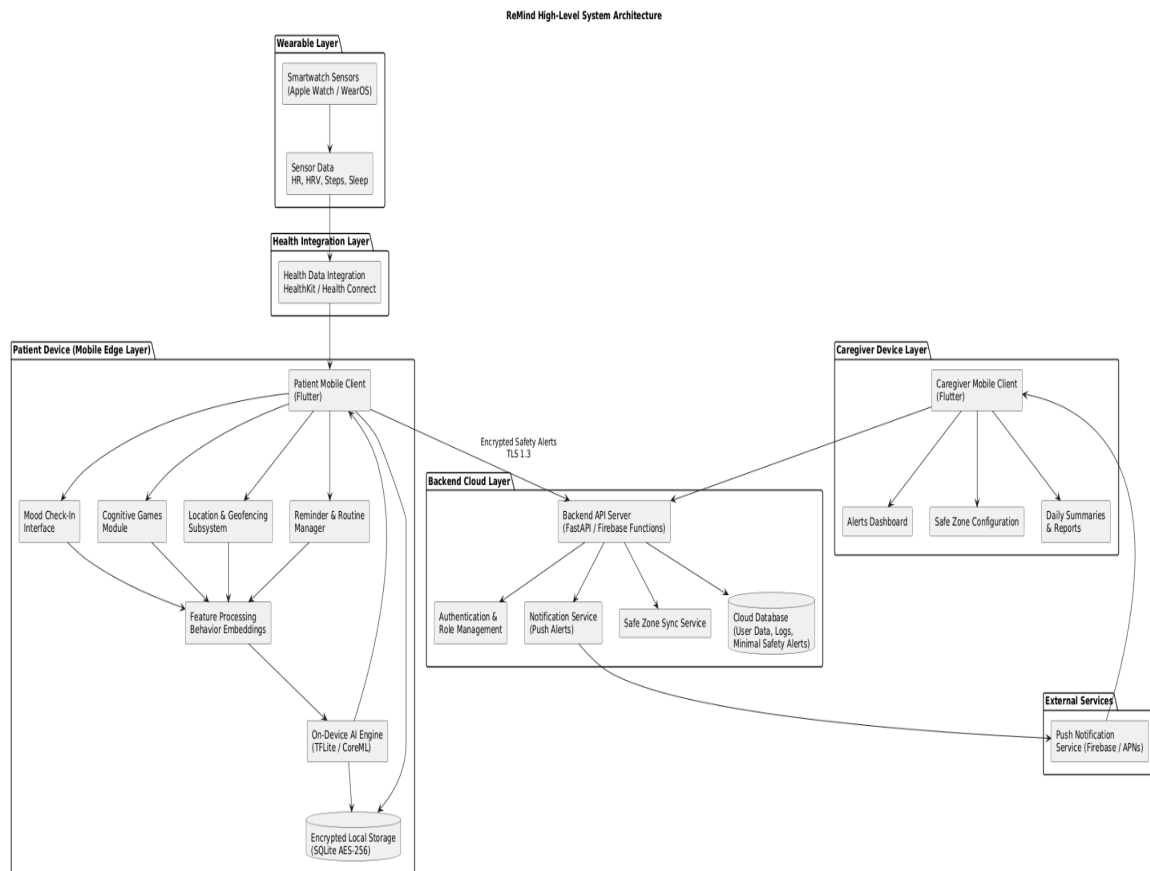 ReMind High-Level System Architecture
Wearable Layer
Smartwatch Sensors
(Apple Watch / WearOS)
Sensor Data
HR, HRV, Steps, Sleep
Health Integration Layer
Health Data Integration
HealthKit / Health Connect
Patient Device (Mobile Edge Layer)
Patient Mobile Client
(Flutter)
Mood Check-In
Interface
Cognitive Games
Module
Location & Geofencing
Subsystem
Reminder & Routine
Manager
Feature Processing
Behavior Embeddings
On-Device AI Engine
(TFLite / CoreML)
Encrypted Local Storage
(SQLite AES-256)
Encrypted Safety Alerts
TLS 1.3
Backend Cloud Layer
Backend API Server
(FastAPI / Firebase Functions)
Authentication &
Role Management
Notification Service
(Push Alerts)
Safe Zone Sync Service
Cloud Database
(User Data, Logs,
Minimal Safety Alerts)
Caregiver Device Layer
Caregiver Mobile Client
(Flutter)
Alerts Dashboard
Safe Zone Configuration
Daily Summaries
& Reports
External Services
Push Notification
Service (Firebase / APNs)